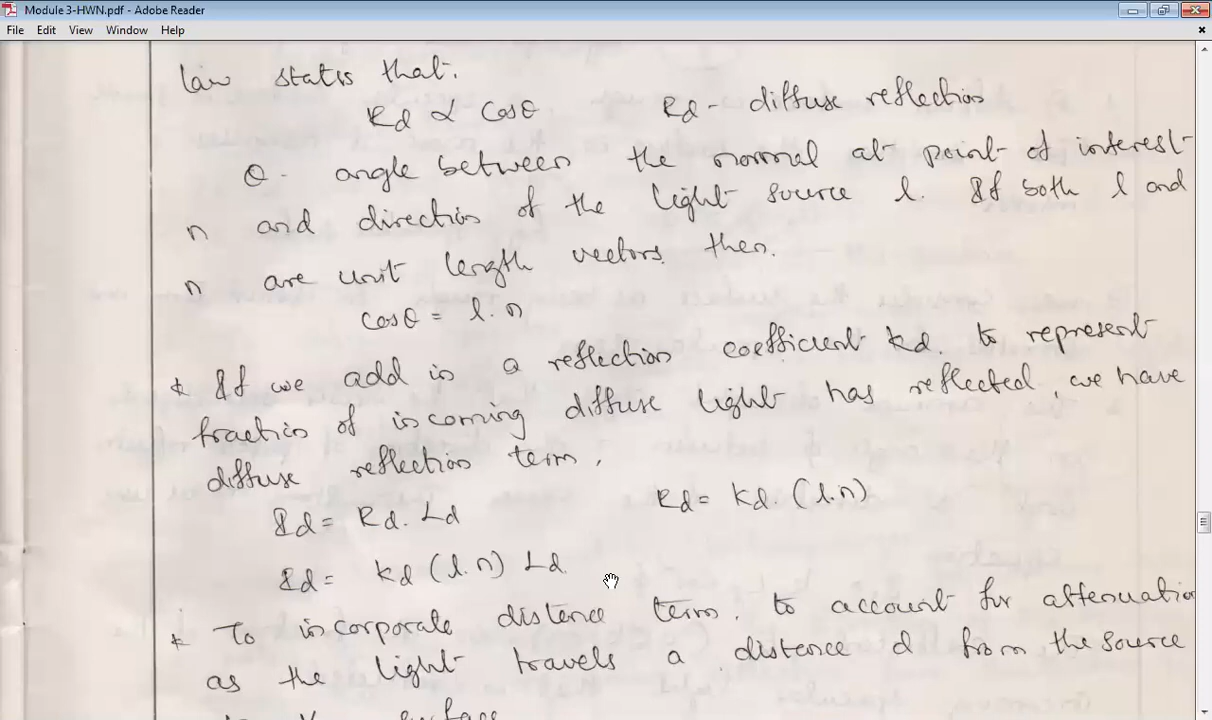 Module 3-HWN.pdf - Adobe Reader
File Edit View Window Help
law states that.
Rd ∝ cosθ Rd - diffuse reflection
θ - angle between the normal at point of interest
n and direction of the light source l. If both l and
n are unit length vectors then.
cosθ = l.n
* If we add in a reflection coefficient kd. to represent
fraction of incoming diffuse light has reflected, we have
diffuse reflection term,
Id = Rd. Ld Rd = kd. (l.n)
Id = kd (l.n) Ld
* To incorporate distance term, to account for attenuation
as the light travels a distance d from the source
surface